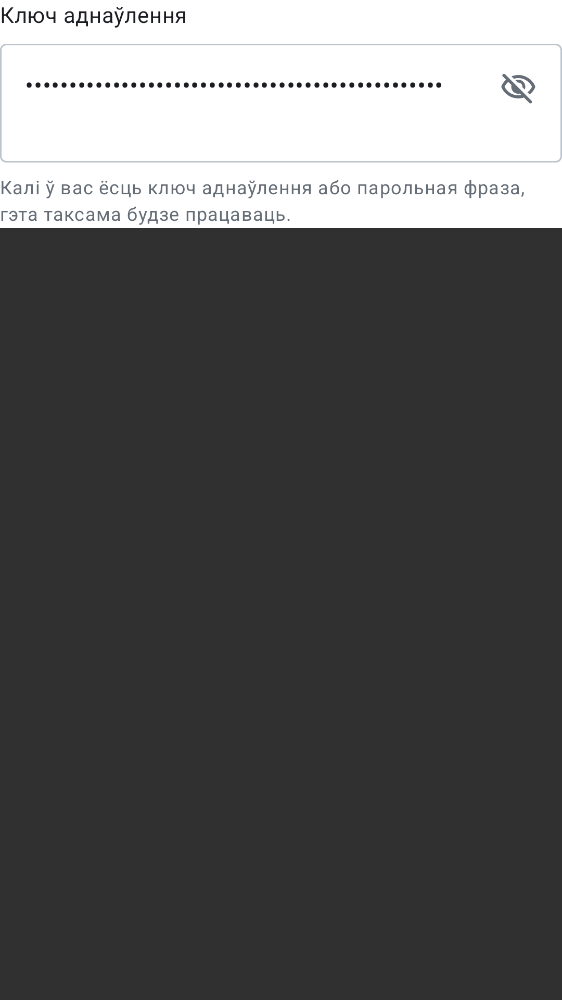 Ключ аднаўлення
••••••••••••••••••••••••••••••••••••••••••••••••
Калі ў вас ёсць ключ аднаўлення або парольная фраза,
гэта таксама будзе працаваць.